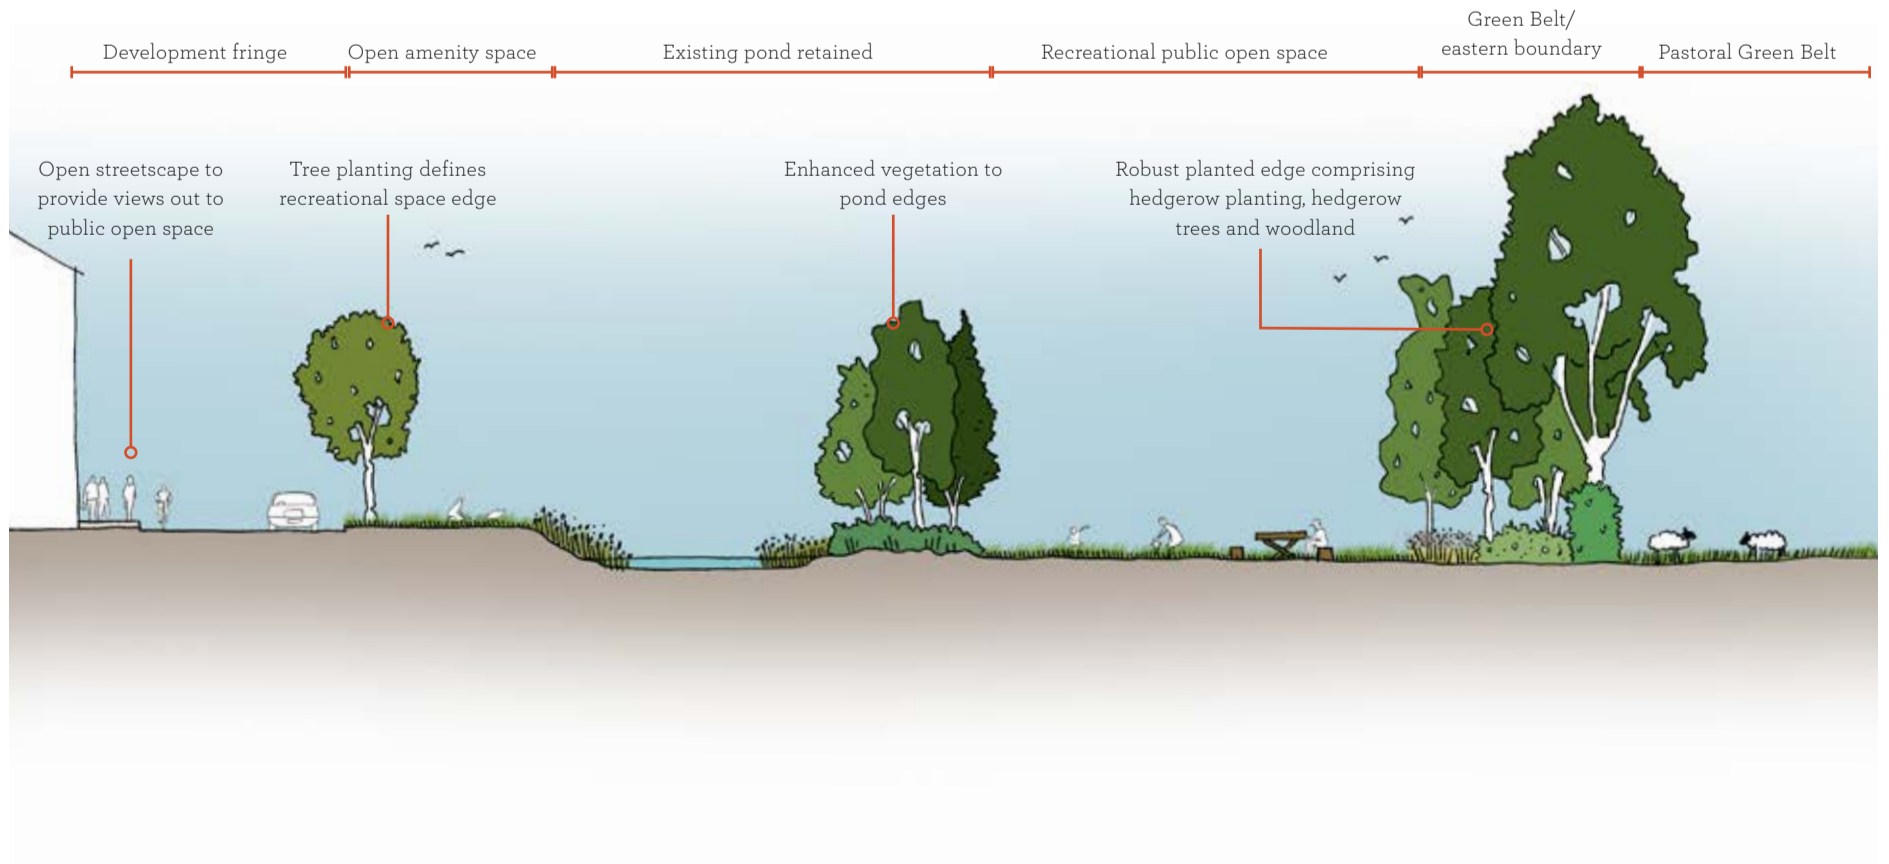 Development fringe
Open amenity space
Existing pond retained
Recreational public open space
Green Belt/
eastern boundary
Pastoral Green Belt
Open streetscape to
provide views out to
public open space
Tree planting defines
recreational space edge
Enhanced vegetation to
pond edges
Robust planted edge comprising
hedgerow planting, hedgerow
trees and woodland